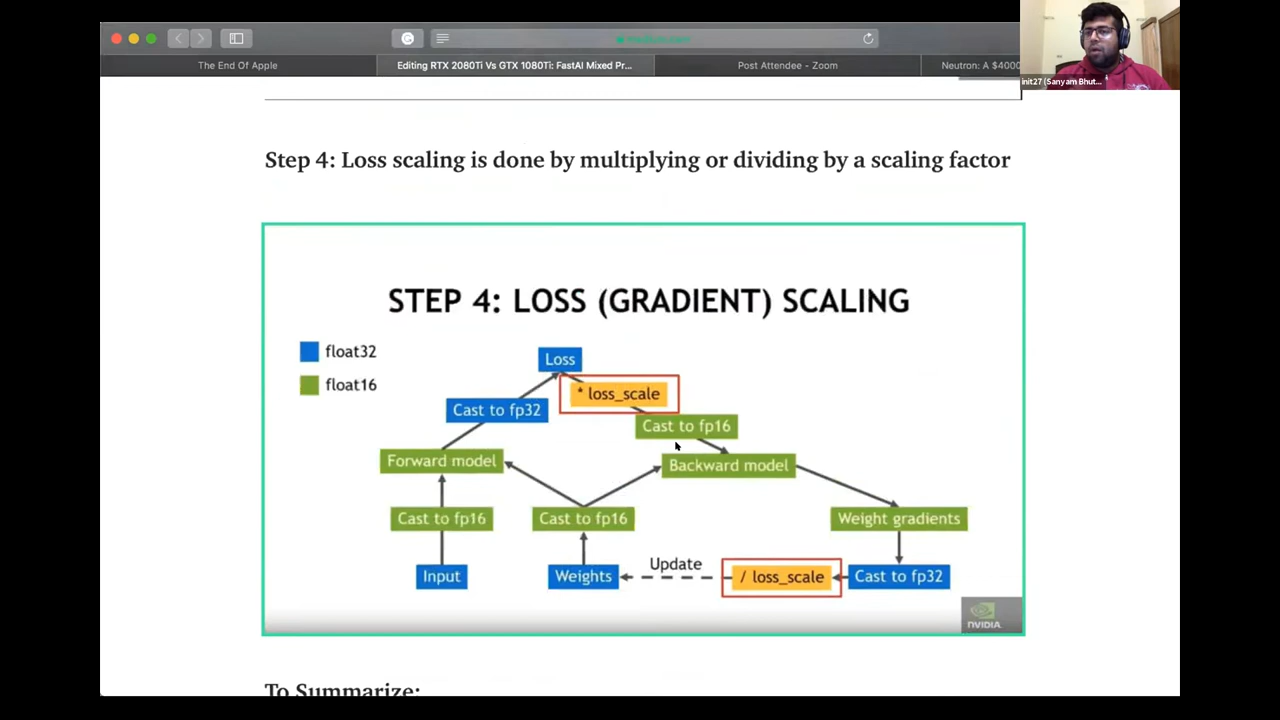 The End Of Apple
Editing RTX 2080Ti Vs GTX 1080Ti: FastAI Mixed Pr...
Post Attendee - Zoom
Neutron: A $4000
init27 (Sanyam Bhut...
Step 4: Loss scaling is done by multiplying or dividing by a scaling factor
STEP 4: LOSS (GRADIENT) SCALING
float32
float16
Loss
* loss_scale
Cast to fp32
Cast to fp16
Forward model
Backward model
Cast to fp16
Cast to fp16
Weight gradients
Input
Weights
Update
/ loss_scale
Cast to fp32
NVIDIA
To Summarize: